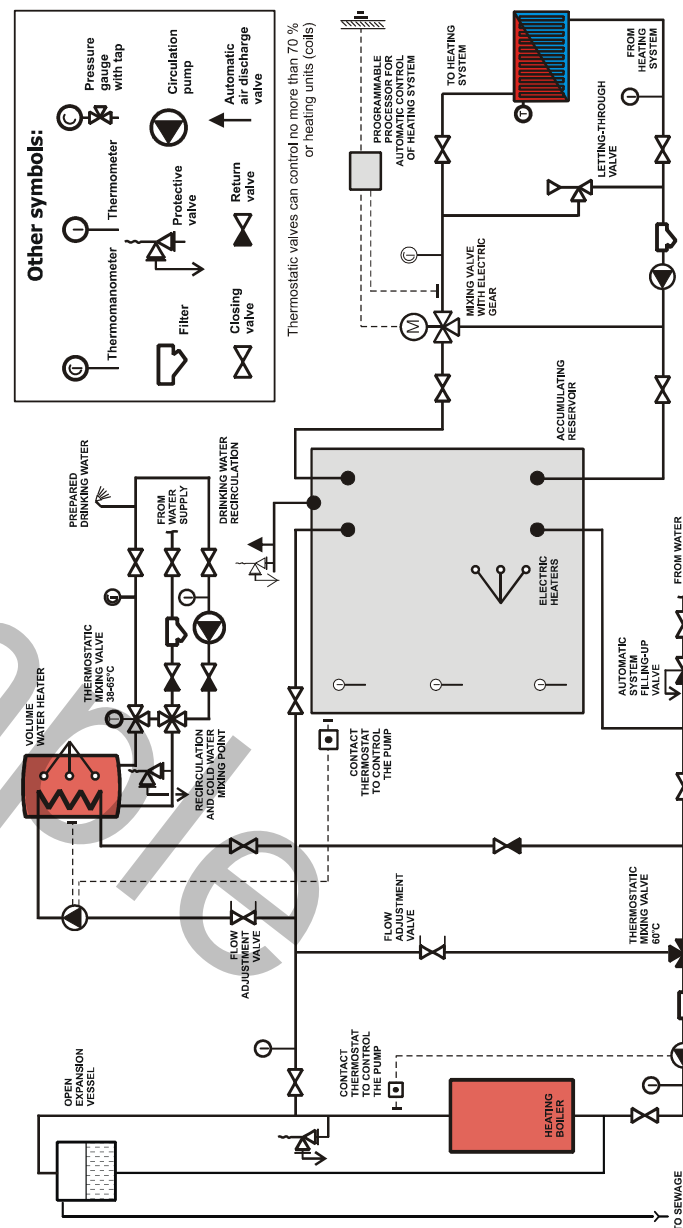 OPEN
EXPANSION
VESSEL
TO SEWAGE
HEATING
BOILER
CONTACT
THERMOSTAT
TO CONTROL
THE PUMP
FLOW
ADJUSTMENT
VALVE
FLOW
ADJUSTMENT
VALVE
THERMOSTATIC
MIXING VALVE
60°C
VOLUME
WATER HEATER
THERMOSTATIC
MIXING VALVE
38-65°C
RECIRCULATION
AND COLD WATER
MIXING POINT
PREPARED
DRINKING WATER
FROM
WATER
SUPPLY
DRINKING WATER
RECIRCULATION
CONTACT
THERMOSTAT
TO CONTROL
THE PUMP
ELECTRIC
HEATERS
ACCUMULATING
RESERVOIR
AUTOMATIC
SYSTEM
FILLING-UP
VALVE
FROM WATER
Other symbols:
Thermomanometer
Thermometer
Pressure
gauge
with tap
Filter
Protective
valve
Circulation
pump
Closing
valve
Return
valve
Automatic
air discharge
valve
Thermostatic valves can control no more than 70 %
or heating units (coils)
PROGRAMMABLE
PROCESSOR FOR
AUTOMATIC CONTROL
OF HEATING SYSTEM
M
MIXING VALVE
WITH ELECTRIC
GEAR
TO HEATING
SYSTEM
T
LETTING-THROUGH
VALVE
FROM
HEATING
SYSTEM